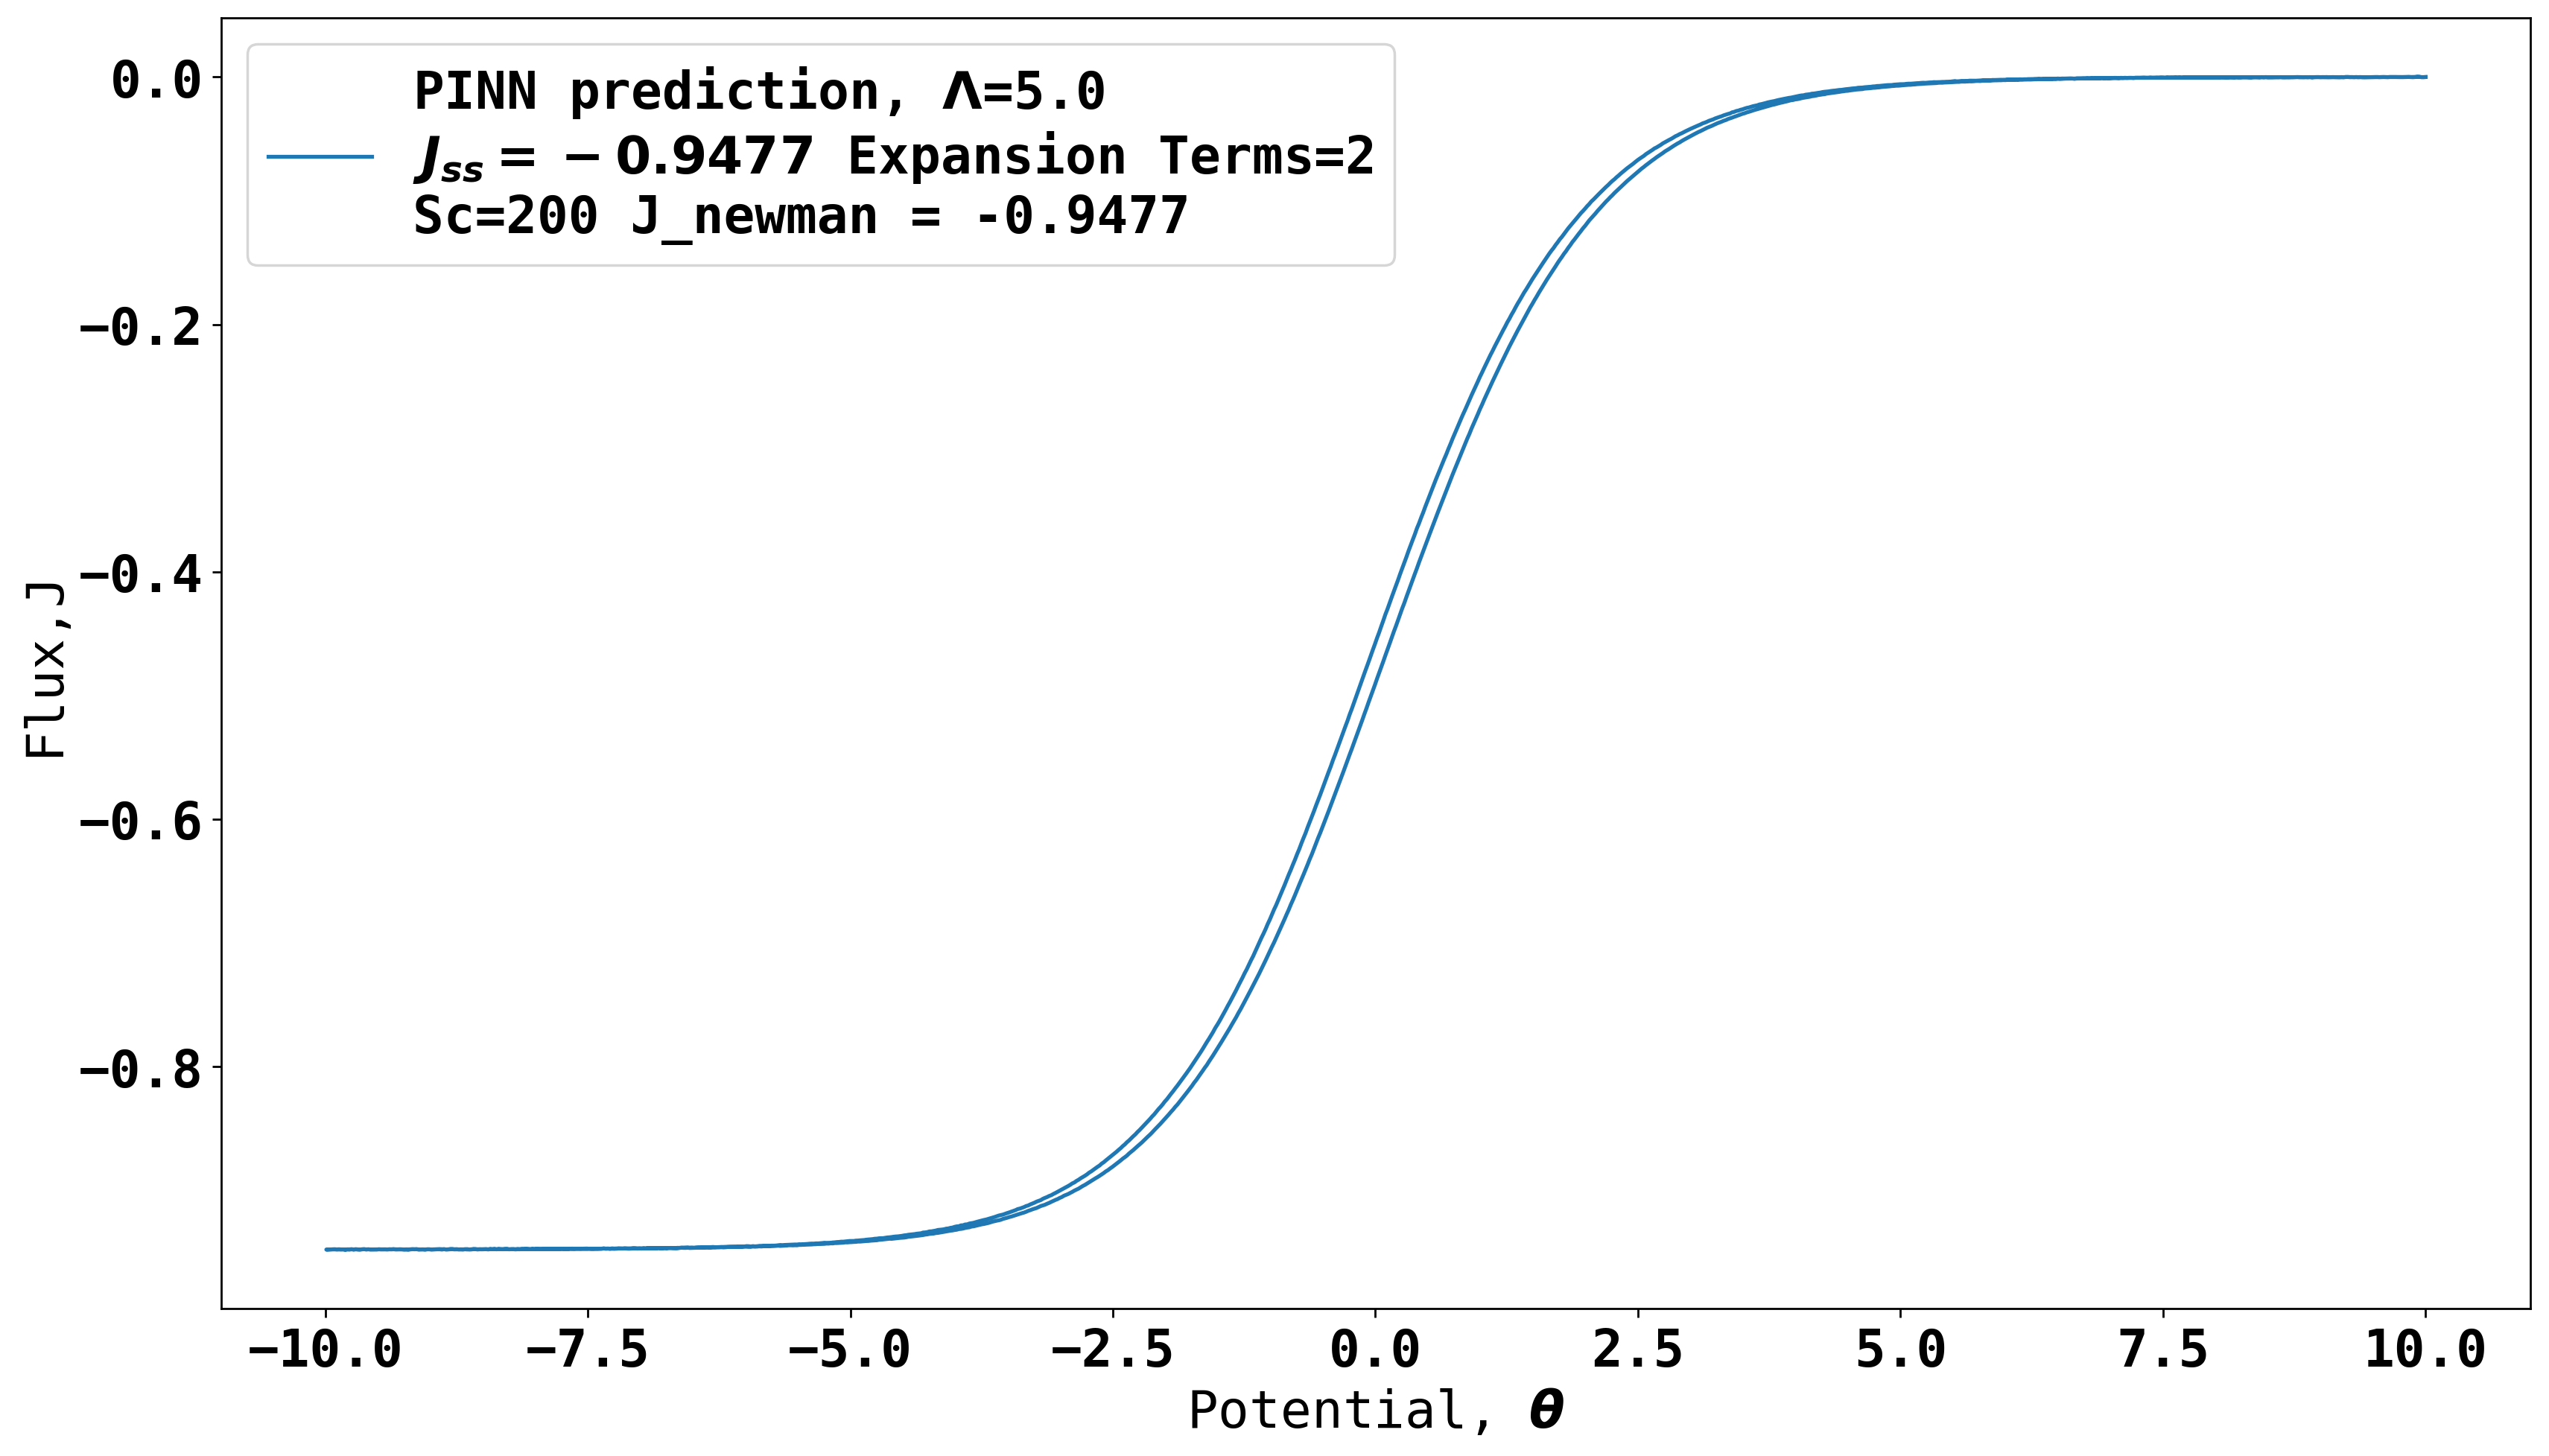 PINN prediction, Λ=5.0
J_ss = −0.9477 Expansion Terms=2
Sc=200 J_newman = -0.9477
0.0
−0.2
−0.4
−0.6
−0.8
Flux,J
−10.0 −7.5 −5.0 −2.5 0.0 2.5 5.0 7.5 10.0
Potential, θ